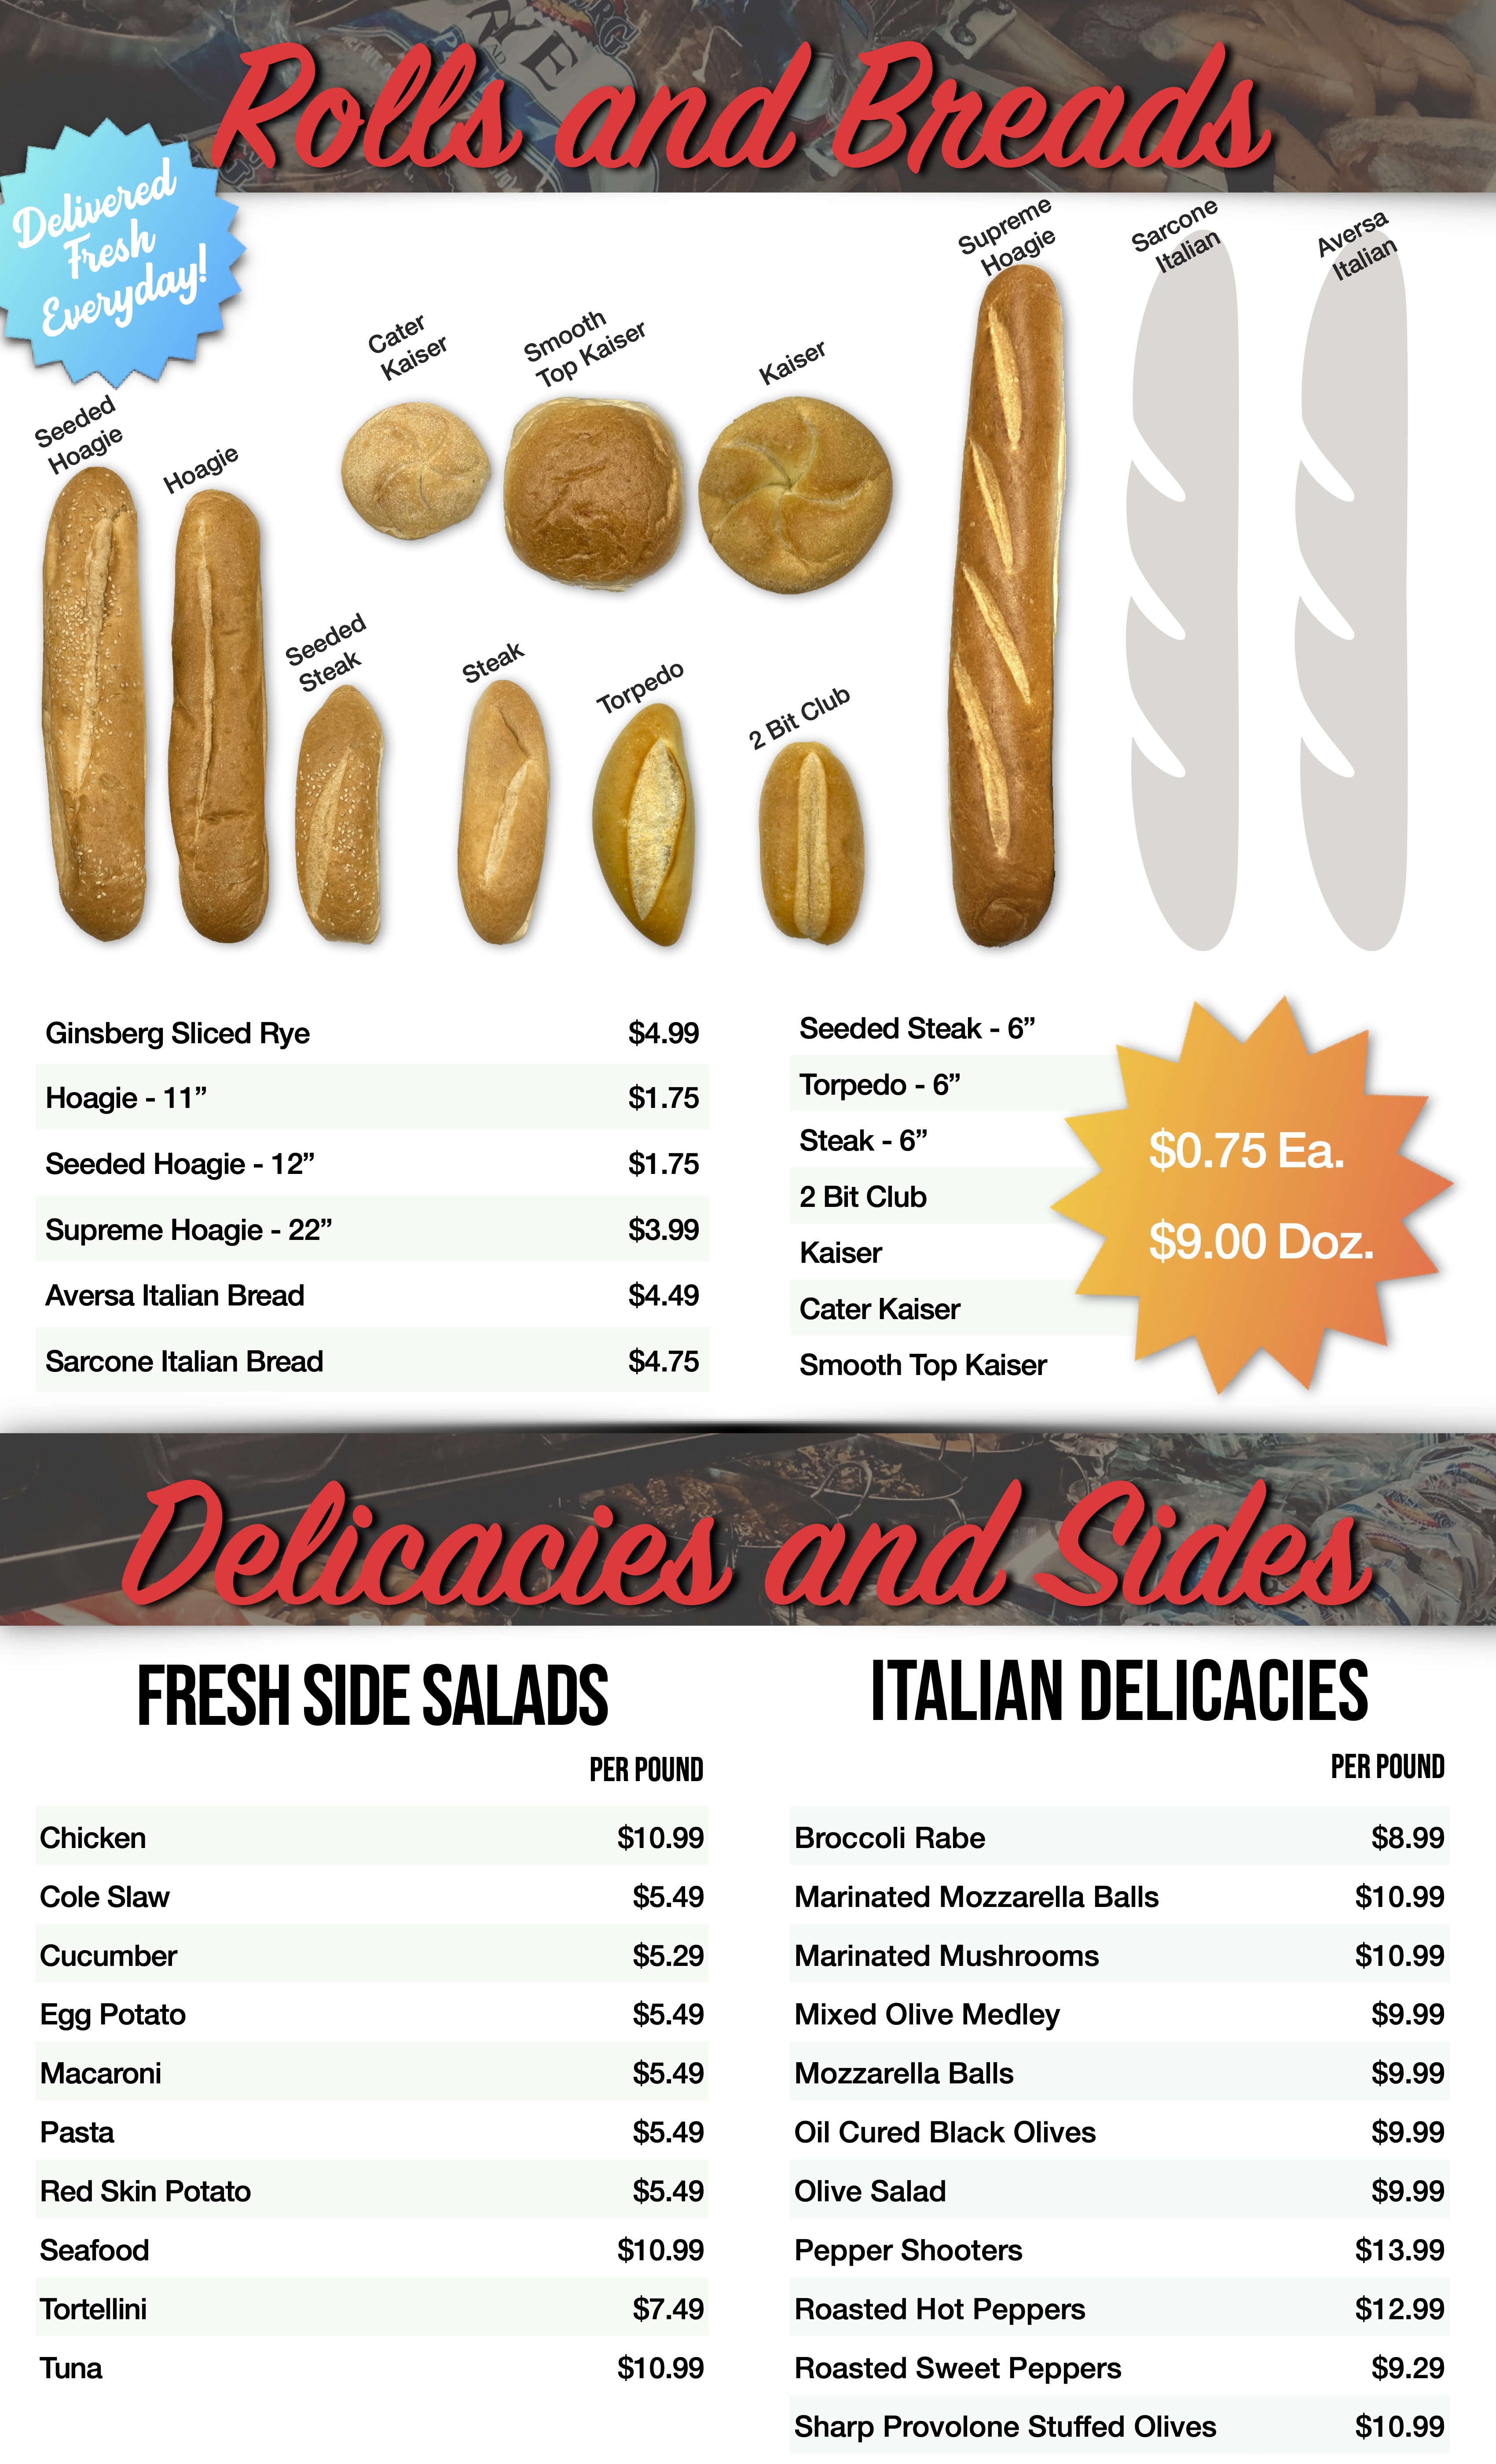 Rolls and Breads
Delivered
Fresh
Everyday!
Seeded
Hoagie
Hoagie
Cater
Kaiser
Smooth
Top Kaiser
Kaiser
Seeded
Steak
Steak
Torpedo
2 Bit Club
Supreme
Hoagie
Sarcone
Italian
Aversa
Italian
Ginsberg Sliced Rye $4.99
Hoagie - 11” $1.75
Seeded Hoagie - 12” $1.75
Supreme Hoagie - 22” $3.99
Aversa Italian Bread $4.49
Sarcone Italian Bread $4.75
Seeded Steak - 6”
Torpedo - 6”
Steak - 6”
2 Bit Club
Kaiser
Cater Kaiser
Smooth Top Kaiser
$0.75 Ea.
$9.00 Doz.
Delicacies and Sides
FRESH SIDE SALADS
PER POUND
Chicken $10.99
Cole Slaw $5.49
Cucumber $5.29
Egg Potato $5.49
Macaroni $5.49
Pasta $5.49
Red Skin Potato $5.49
Seafood $10.99
Tortellini $7.49
Tuna $10.99
ITALIAN DELICACIES
PER POUND
Broccoli Rabe $8.99
Marinated Mozzarella Balls $10.99
Marinated Mushrooms $10.99
Mixed Olive Medley $9.99
Mozzarella Balls $9.99
Oil Cured Black Olives $9.99
Olive Salad $9.99
Pepper Shooters $13.99
Roasted Hot Peppers $12.99
Roasted Sweet Peppers $9.29
Sharp Provolone Stuffed Olives $10.99